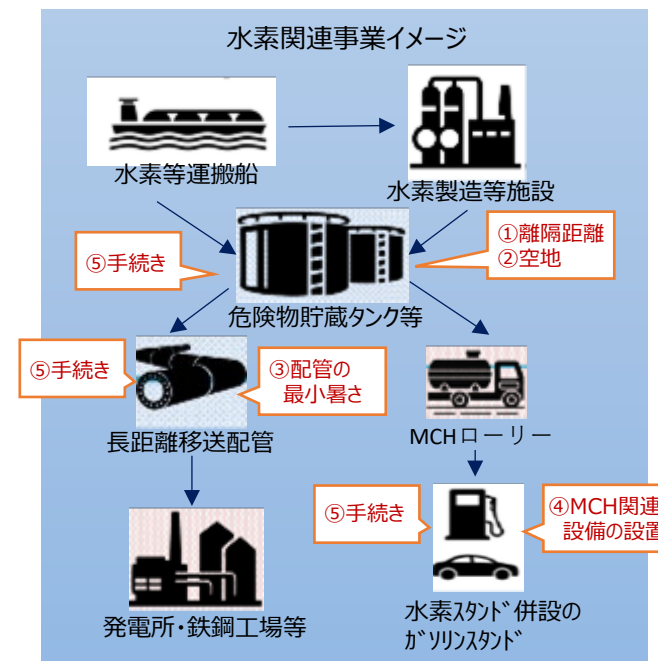 水素関連事業イメージ
水素等運搬船
水素製造等施設
⑤手続き
①離隔距離
②空地
危険物貯蔵タンク等
⑤手続き
③配管の
最小暑さ
長距離移送配管
MCHローリー
⑤手続き
④MCH関連
設備の設置
発電所・鉄鋼工場等
水素ｽﾀﾝﾄﾞ併設の
ｶﾞｿﾘﾝｽﾀﾝﾄﾞ